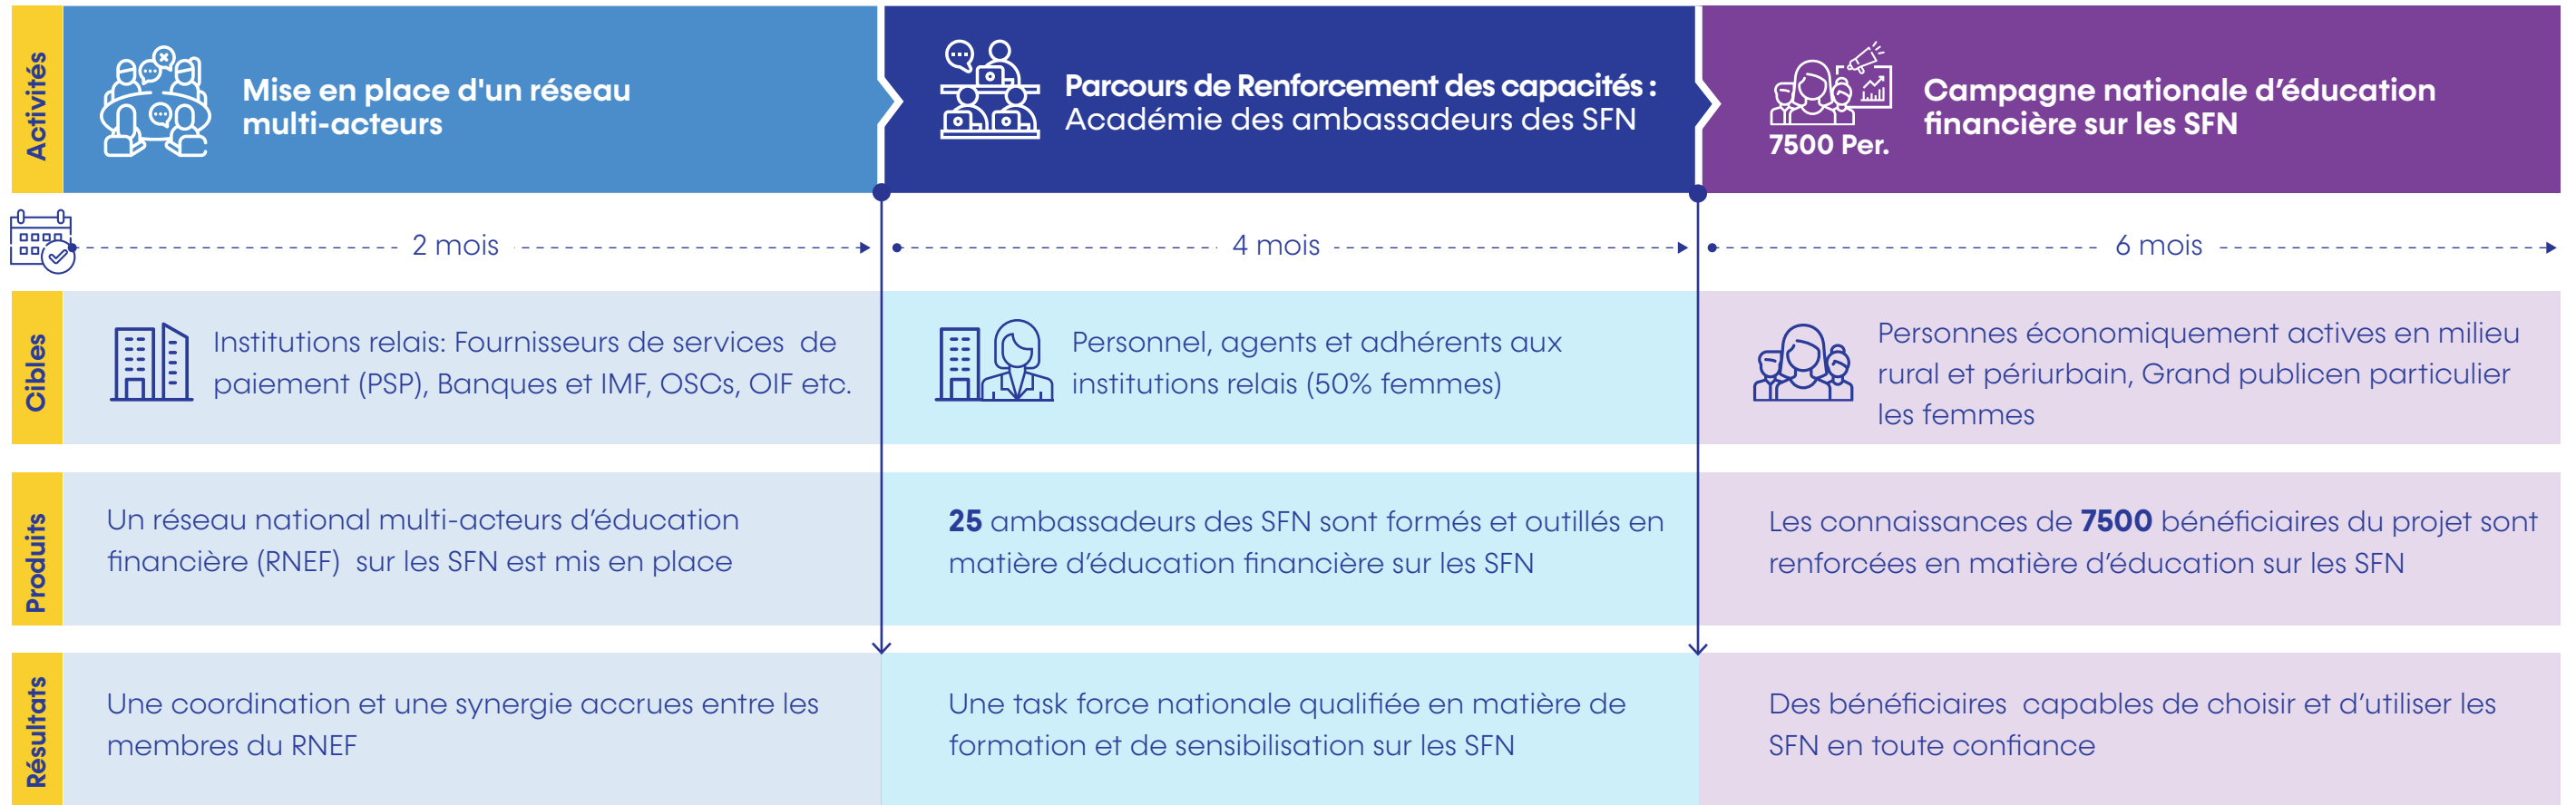 Activités
Mise en place d'un réseau
multi-acteurs
Parcours de Renforcement des capacités :
Académie des ambassadeurs des SFN
7500 Per.
Campagne nationale d’éducation
financière sur les SFN
2 mois
4 mois
6 mois
Cibles
Institutions relais: Fournisseurs de services de
paiement (PSP), Banques et IMF, OSCs, OIF etc.
Personnel, agents et adhérents aux
institutions relais (50% femmes)
Personnes économiquement actives en milieu
rural et périurbain, Grand publicen particulier
les femmes
Produits
Un réseau national multi-acteurs d’éducation
financière (RNEF) sur les SFN est mis en place
25 ambassadeurs des SFN sont formés et outillés en
matière d’éducation financière sur les SFN
Les connaissances de 7500 bénéficiaires du projet sont
renforcées en matière d’éducation sur les SFN
Résultats
Une coordination et une synergie accrues entre les
membres du RNEF
Une task force nationale qualifiée en matière de
formation et de sensibilisation sur les SFN
Des bénéficiaires capables de choisir et d’utiliser les
SFN en toute confiance